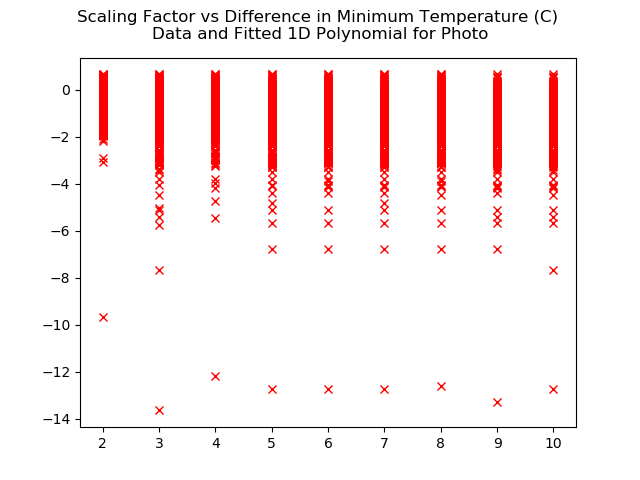 Scaling Factor vs Difference in Minimum Temperature (C)
Data and Fitted 1D Polynomial for Photo
0
−2
−4
−6
−8
−10
−12
−14
2 3 4 5 6 7 8 9 10